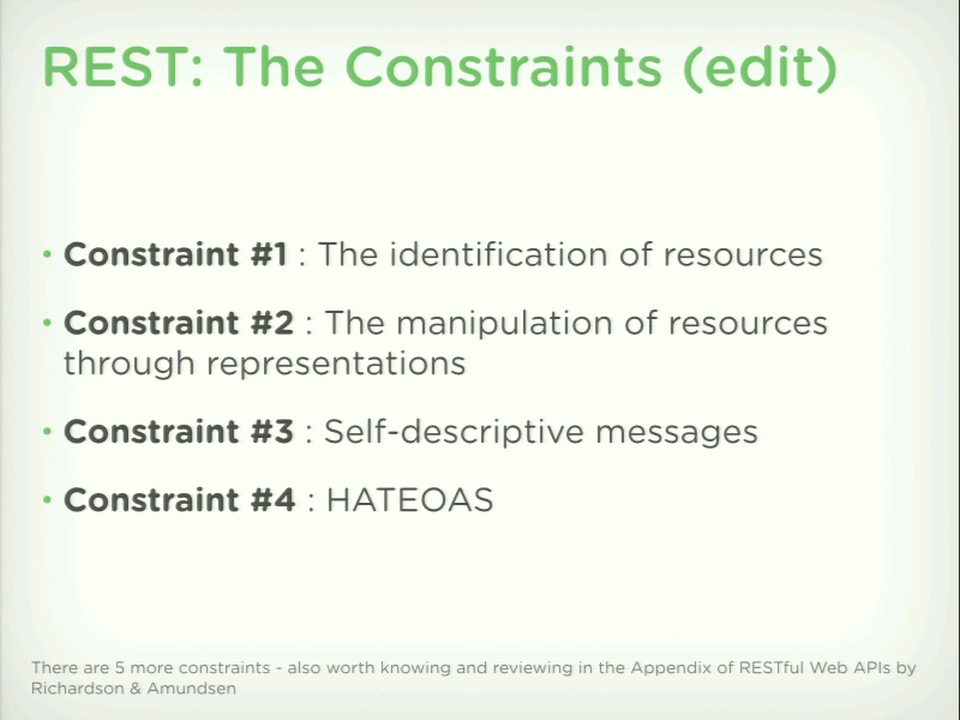 REST: The Constraints (edit)
• Constraint #1 : The identification of resources
• Constraint #2 : The manipulation of resources
through representations
• Constraint #3 : Self-descriptive messages
• Constraint #4 : HATEOAS
There are 5 more constraints - also worth knowing and reviewing in the Appendix of RESTful Web APIs by
Richardson & Amundsen